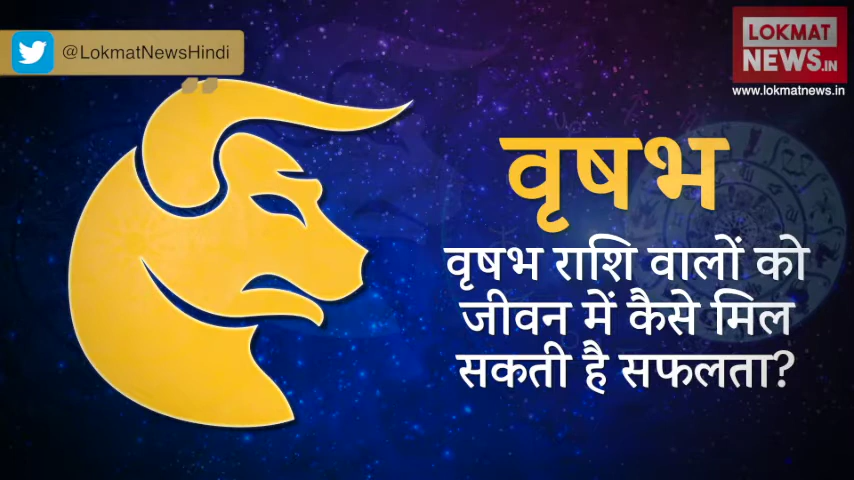 @LokmatNewsHindi
LOKMAT
NEWS.IN
www.lokmatnews.in
वृषभ
वृषभ राशि वालों को
जीवन में कैसे मिल
सकती है सफलता?